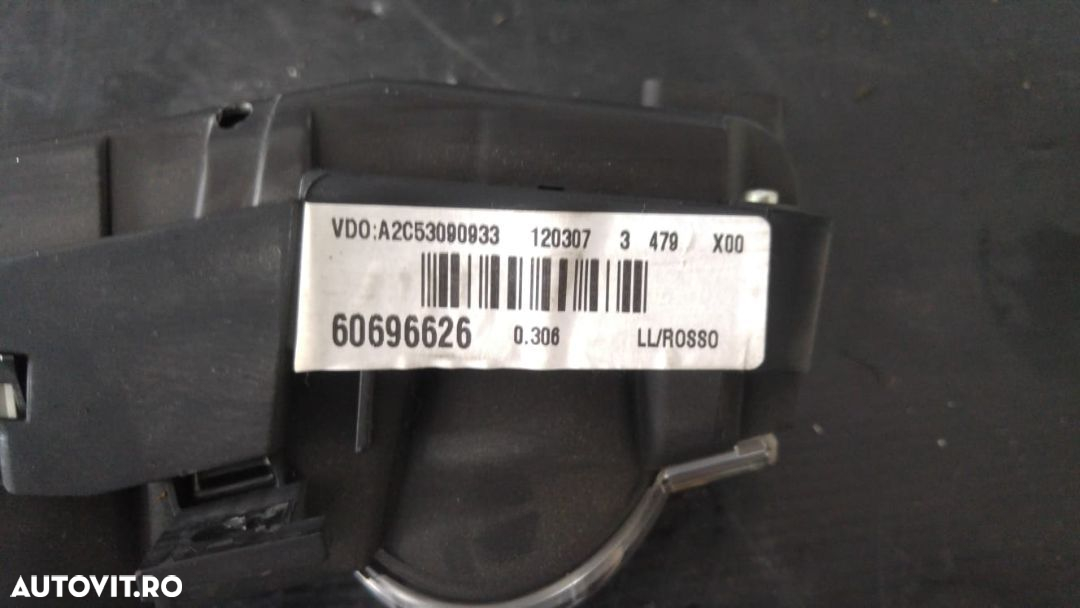 VDO:A2C53090933 120307 3 479 X00
60696626 0.306 LL/ROSSO
AUTOVIT.RO